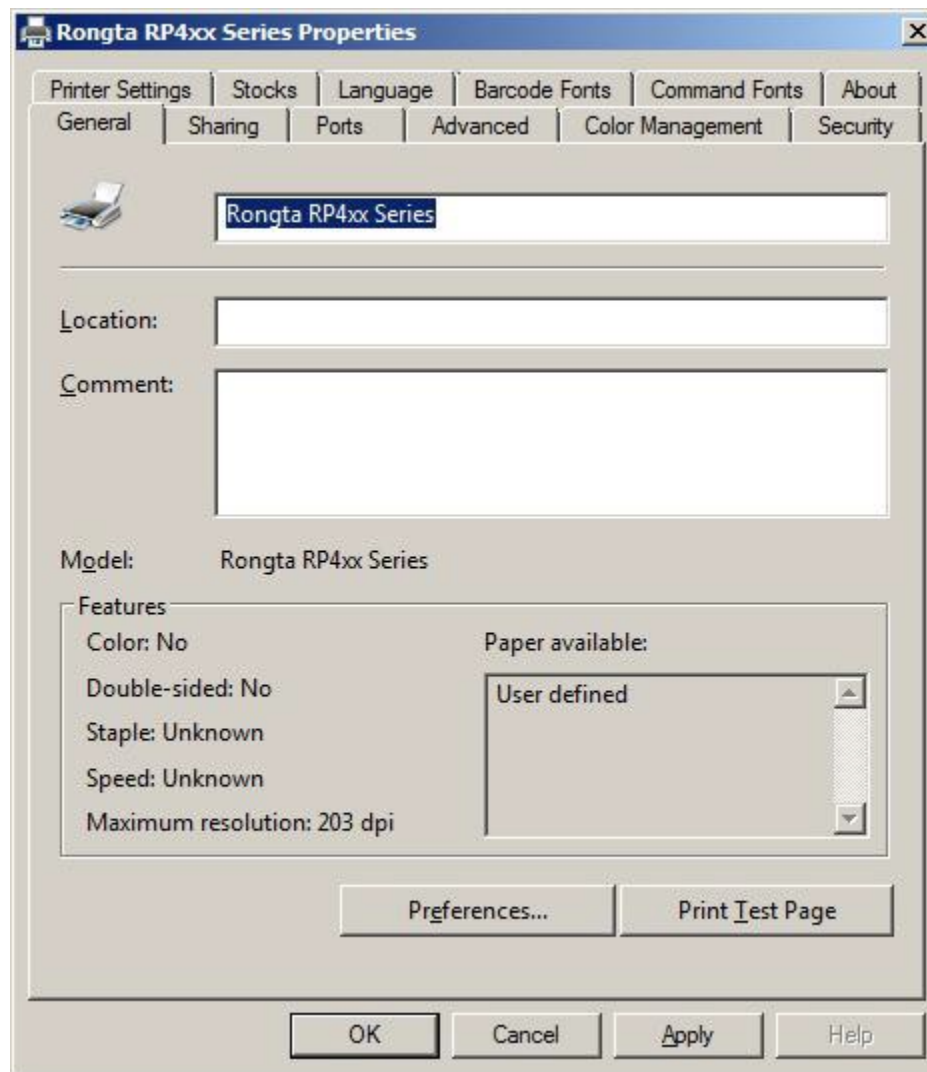 Rongta RP4xx Series Properties
Printer Settings Stocks Language Barcode Fonts Command Fonts About
General Sharing Ports Advanced Color Management Security
Rongta RP4xx Series
Location:
Comment:
Model: Rongta RP4xx Series
Features
Color: No
Double-sided: No
Staple: Unknown
Speed: Unknown
Maximum resolution: 203 dpi
Paper available:
User defined
Preferences... Print Test Page
OK Cancel Apply Help